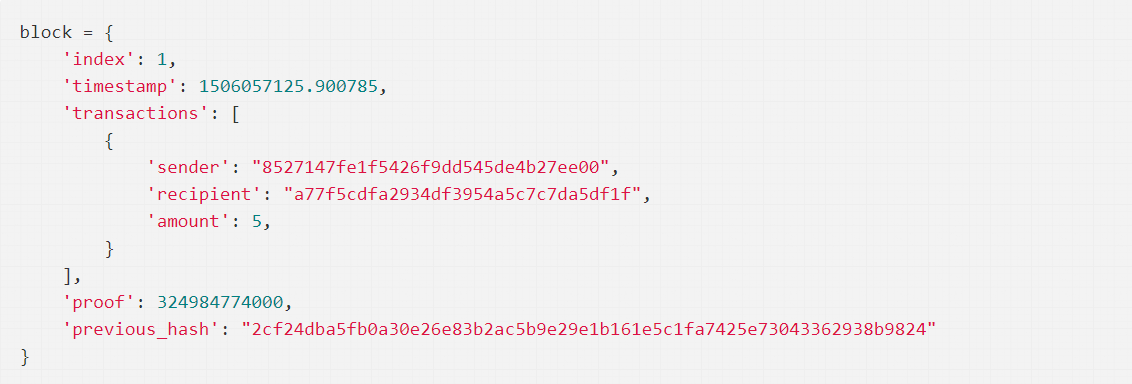 block = {
    'index': 1,
    'timestamp': 1506057125.900785,
    'transactions': [
        {
            'sender': "8527147fe1f5426f9dd545de4b27ee00",
            'recipient': "a77f5cdfa2934df3954a5c7c7da5df1f",
            'amount': 5,
        }
    ],
    'proof': 324984774000,
    'previous_hash': "2cf24dba5fb0a30e26e83b2ac5b9e29e1b161e5c1fa7425e73043362938b9824"
}